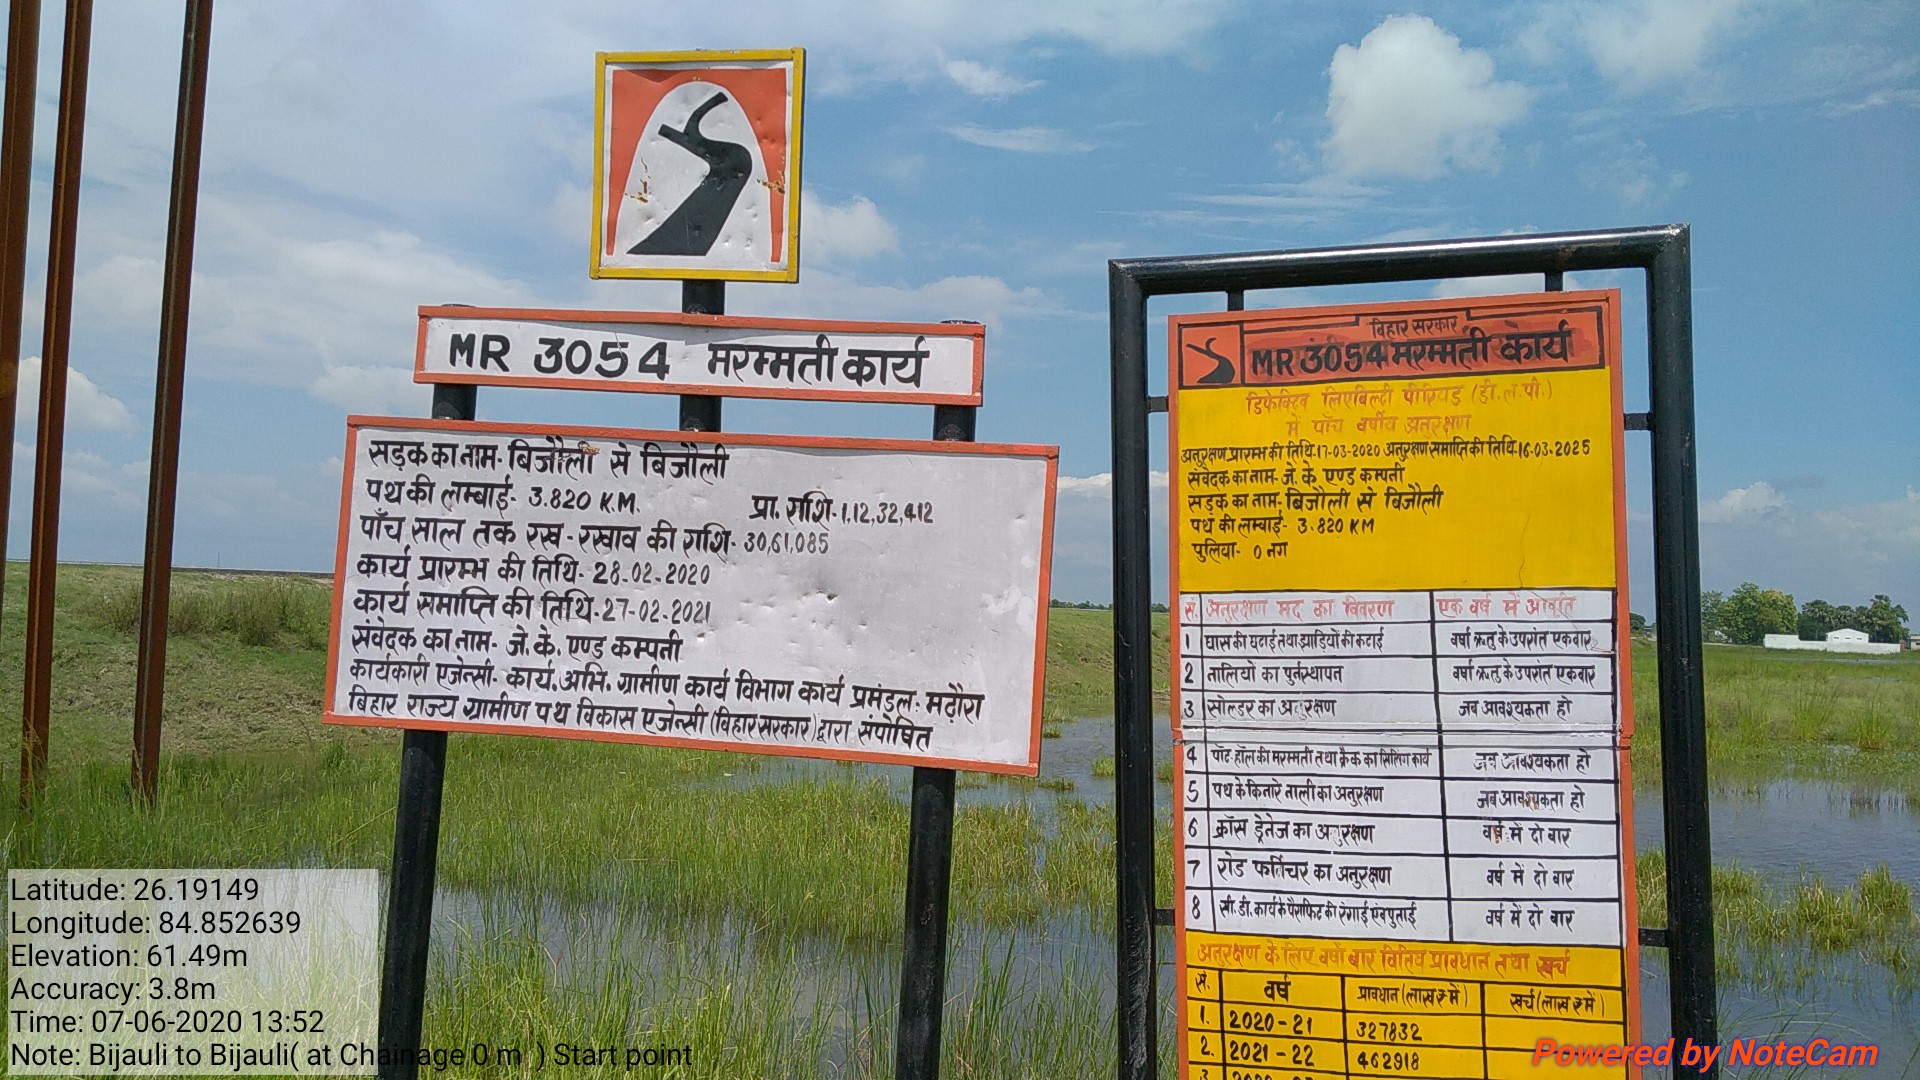 MR 3054 मरम्मती कार्य
सड़क का नाम- बिजौली से बिजौली
पथ की लम्बाई- 3.820 K.M. प्रा. राशि- 1,12,32,412
पाँच साल तक रख-रखाव की राशि- 30,61,085
कार्य प्रारम्भ की तिथि- 28-02-2020
कार्य समाप्ति की तिथि- 27-02-2021
संवेदक का नाम- जे. के. एण्ड कम्पनी
कार्यकारी एजेन्सी- कार्य. अभि. ग्रामीण कार्य विभाग कार्य प्रमंडल- मढ़ौरा
बिहार राज्य ग्रामीण पथ विकास एजेन्सी (बिहार सरकार) द्वारा संपोषित
बिहार सरकार
MR 3054 मरम्मती कार्य
डिफेक्टिव लिएबिल्टी पीरियड (डी.ल.पी.)
में पाँच वर्षीय अनुरक्षण
अनुरक्षण प्रारम्भ की तिथि-17-03-2020 अनुरक्षण समाप्ति की तिथि-16-03-2025
संवेदक का नाम- जे. के. एण्ड कम्पनी
सड़क का नाम- बिजौली से बिजौली
पथ की लम्बाई- 3.820 KM
पुलिया- 0 नग
स. अनुरक्षण मद का विवरण एक वर्ष में आवृति
1 घास की घटाई तथा झाड़ियों की कटाई वर्षा ऋतु के उपरांत एकबार
2 नालियों का पुर्नस्थापन वर्षा ऋतु के उपरांत एकबार
3 सोल्डर का अनुरक्षण जब आवश्यकता हो
4 पॉट-हॉल की मरम्मती तथा क्रैक का सिलिंग कार्य जब आवश्यकता हो
5 पथ के किनारे नाली का अनुरक्षण जब आवश्यकता हो
6 क्रॉस ड्रेनेज का अनुरक्षण वर्ष में दो बार
7 रोड फर्निचर का अनुरक्षण वर्ष में दो बार
8 सी. डी. कार्य के पैराफिट की रंगाई एंव पुताई वर्ष में दो बार
अनुरक्षण के लिए वर्षो बार वितिय प्रावधान तथा खर्च
स. वर्ष प्रावधान (लाख रु में) खर्च (लाख रु में)
1. 2020-21 327832
2. 2021-22 462918
Latitude: 26.19149
Longitude: 84.852639
Elevation: 61.49m
Accuracy: 3.8m
Time: 07-06-2020 13:52
Note: Bijauli to Bijauli( at Chainage 0 m ) Start point
Powered by NoteCam